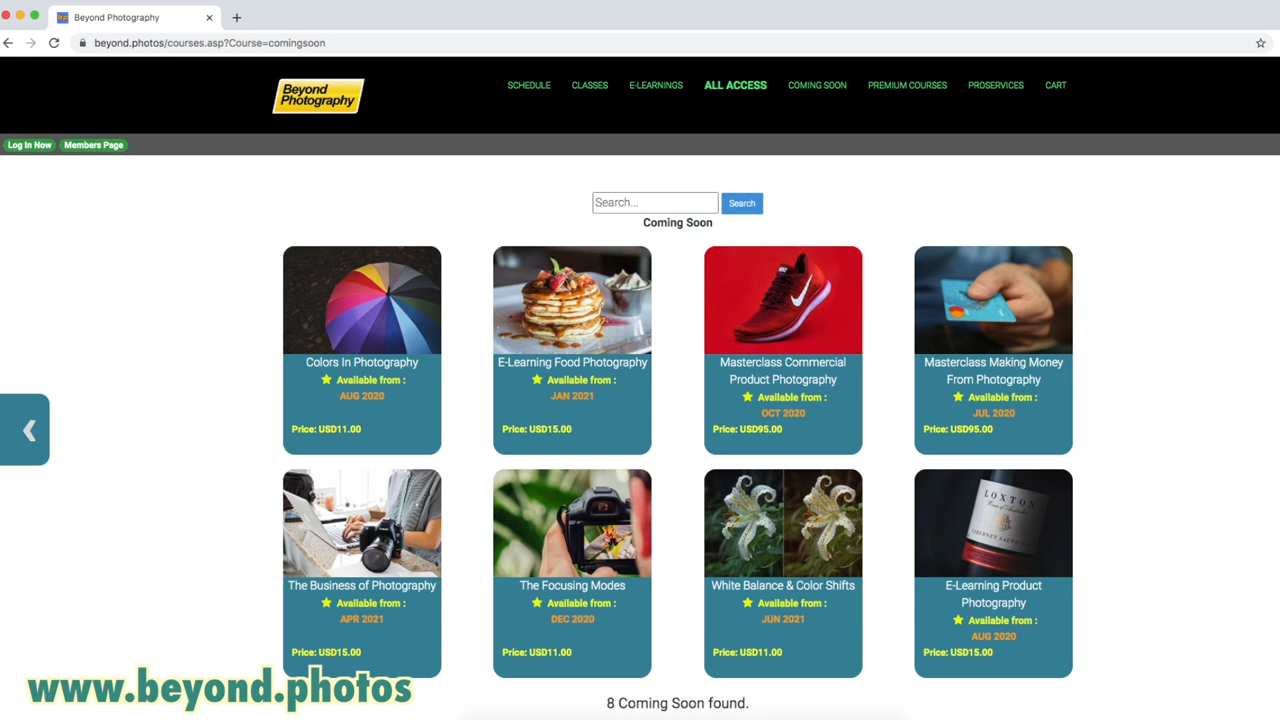 Beyond Photography
beyond.photos/courses.asp?Course=comingsoon
Beyond
Photography
SCHEDULE CLASSES E-LEARNINGS ALL ACCESS COMING SOON PREMIUM COURSES PROSERVICES CART
Log In Now Members Page
Search... Search
Coming Soon
Colors In Photography
Available from :
AUG 2020
Price: USD11.00
E-Learning Food Photography
Available from :
JAN 2021
Price: USD15.00
Masterclass Commercial
Product Photography
Available from :
OCT 2020
Price: USD95.00
Masterclass Making Money
From Photography
Available from :
JUL 2020
Price: USD95.00
The Business of Photography
Available from :
APR 2021
Price: USD15.00
The Focusing Modes
Available from :
DEC 2020
Price: USD11.00
White Balance & Color Shifts
Available from :
JUN 2021
Price: USD11.00
LOXTON
CABERNET SAUVIGNON
E-Learning Product
Photography
Available from :
AUG 2020
Price: USD15.00
www.beyond.photos
8 Coming Soon found.